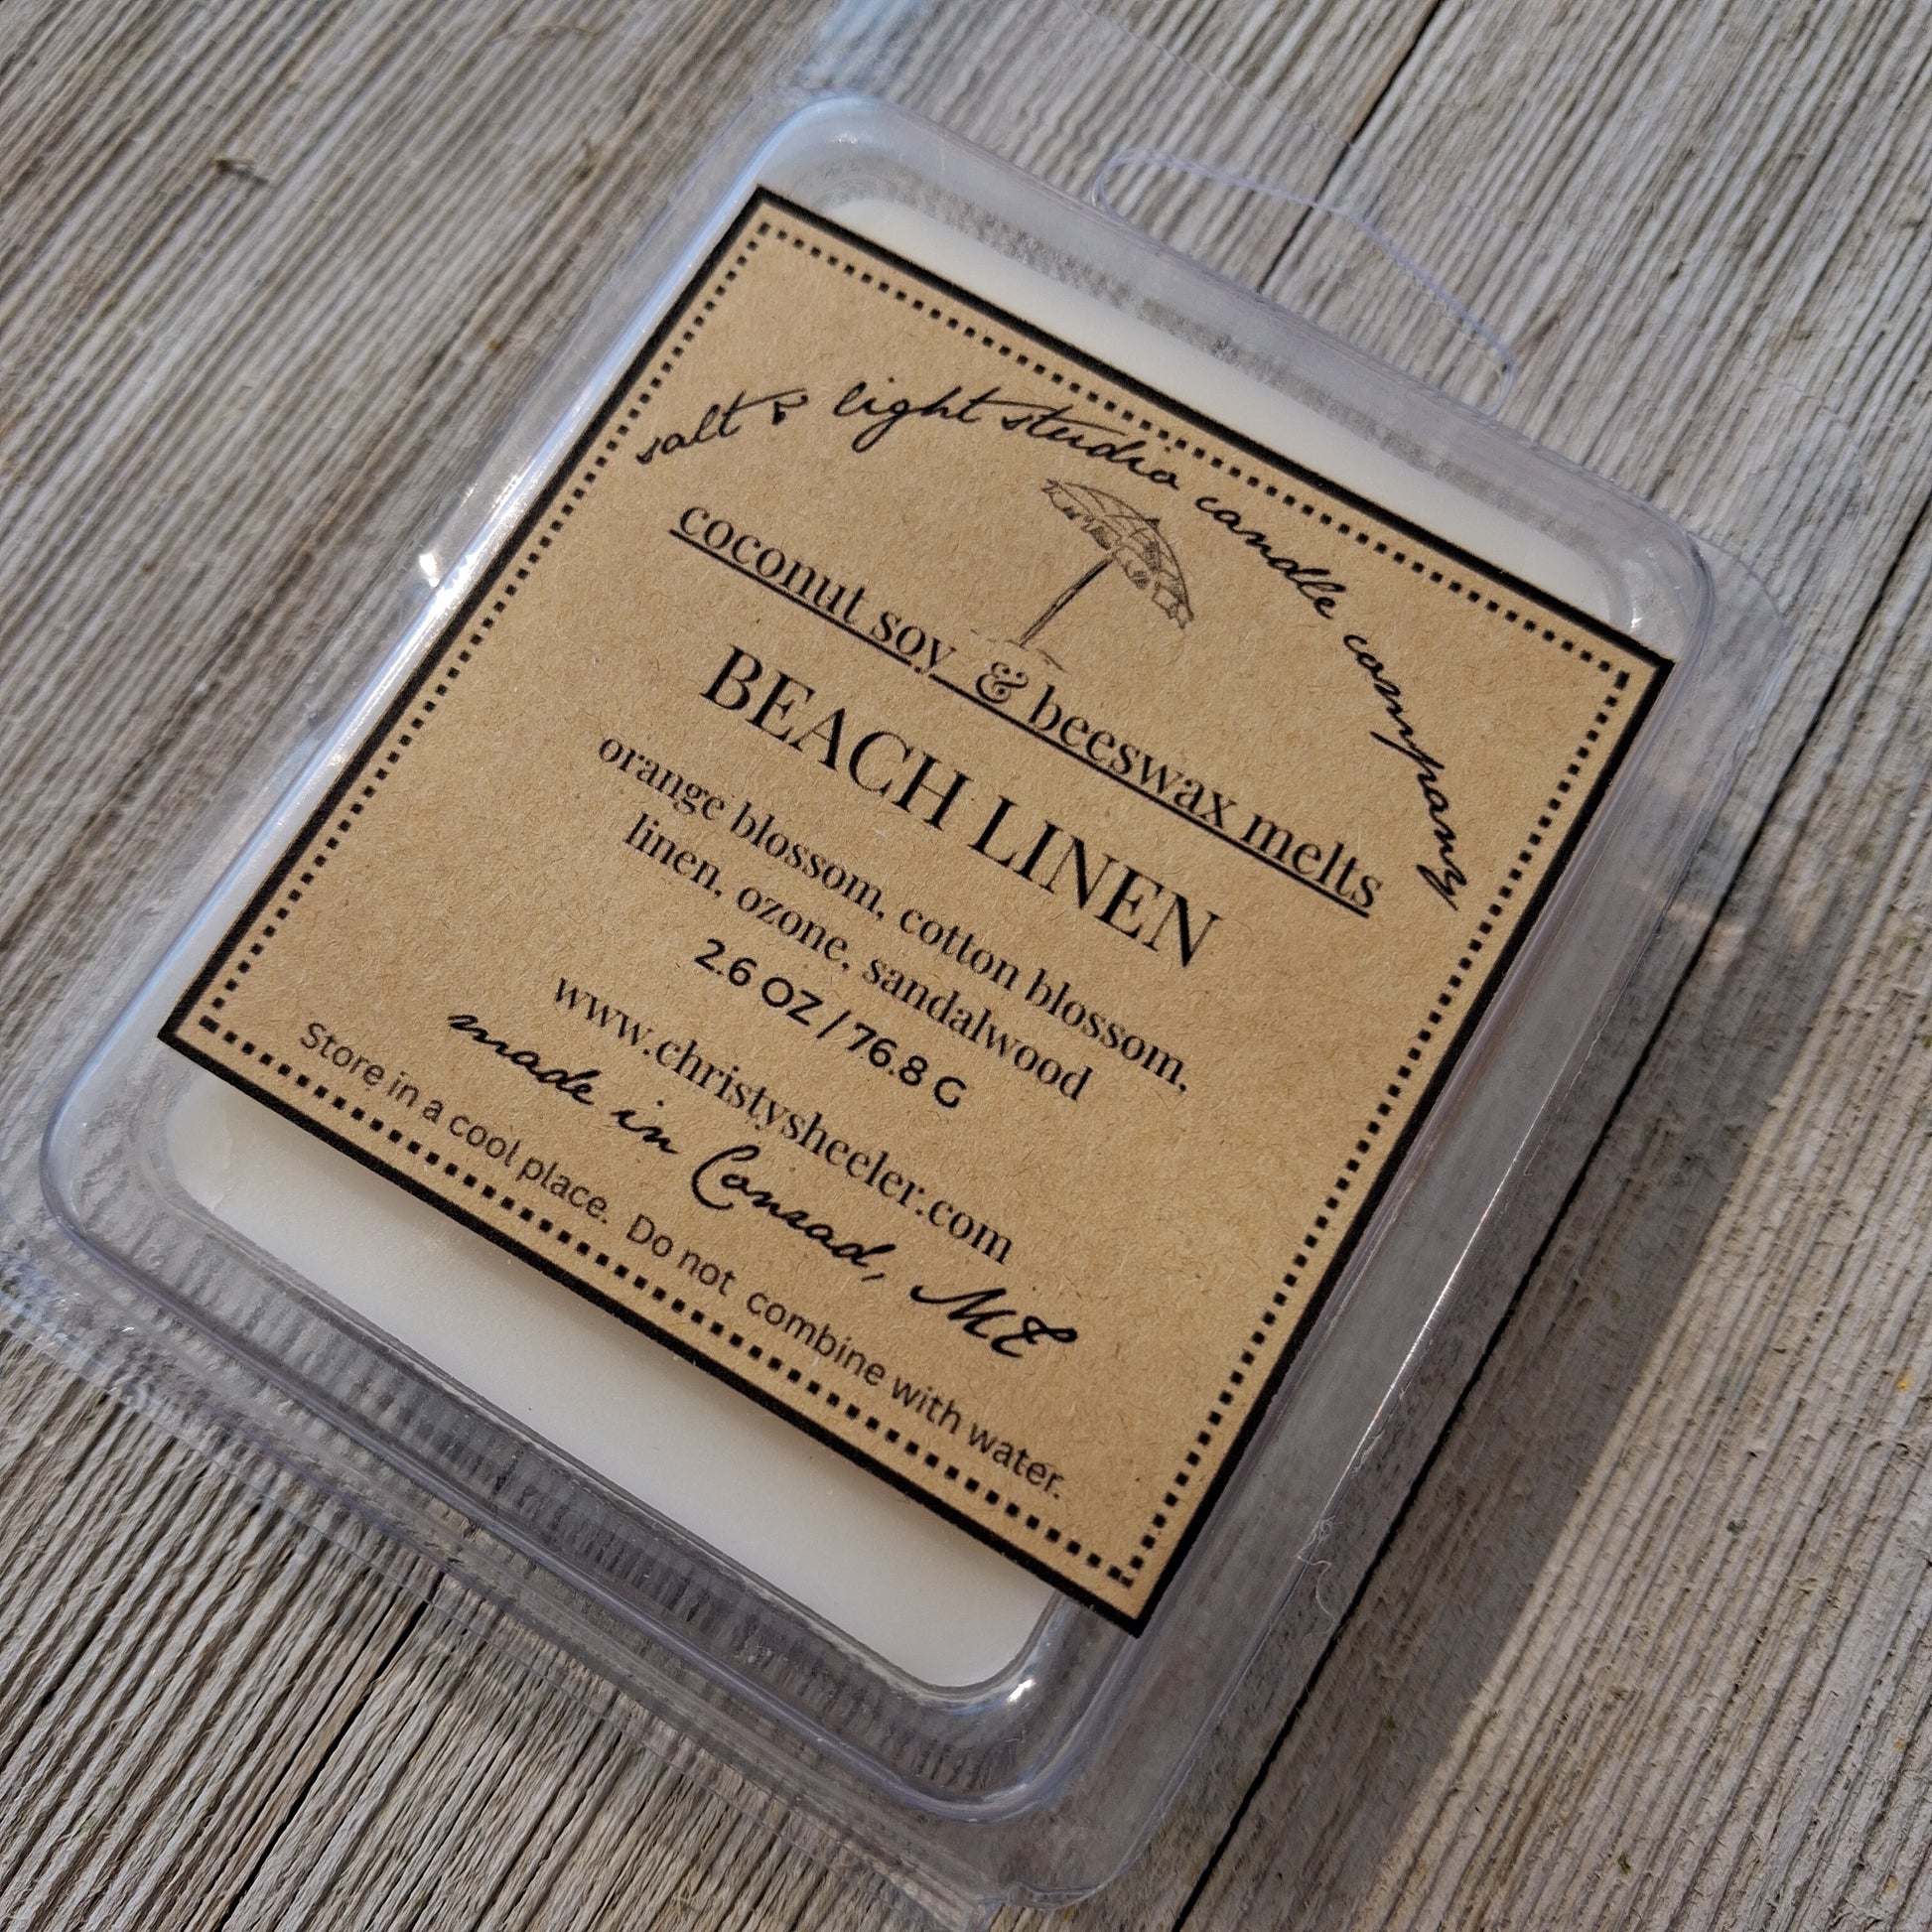 salt & light studio candle company
coconut soy & beeswax melts
BEACH LINEN
orange blossom, cotton blossom,
linen, ozone, sandalwood
2.6 OZ / 76.8 G
www.christysheeler.com
made in Conrad, MT
Store in a cool place. Do not combine with water.